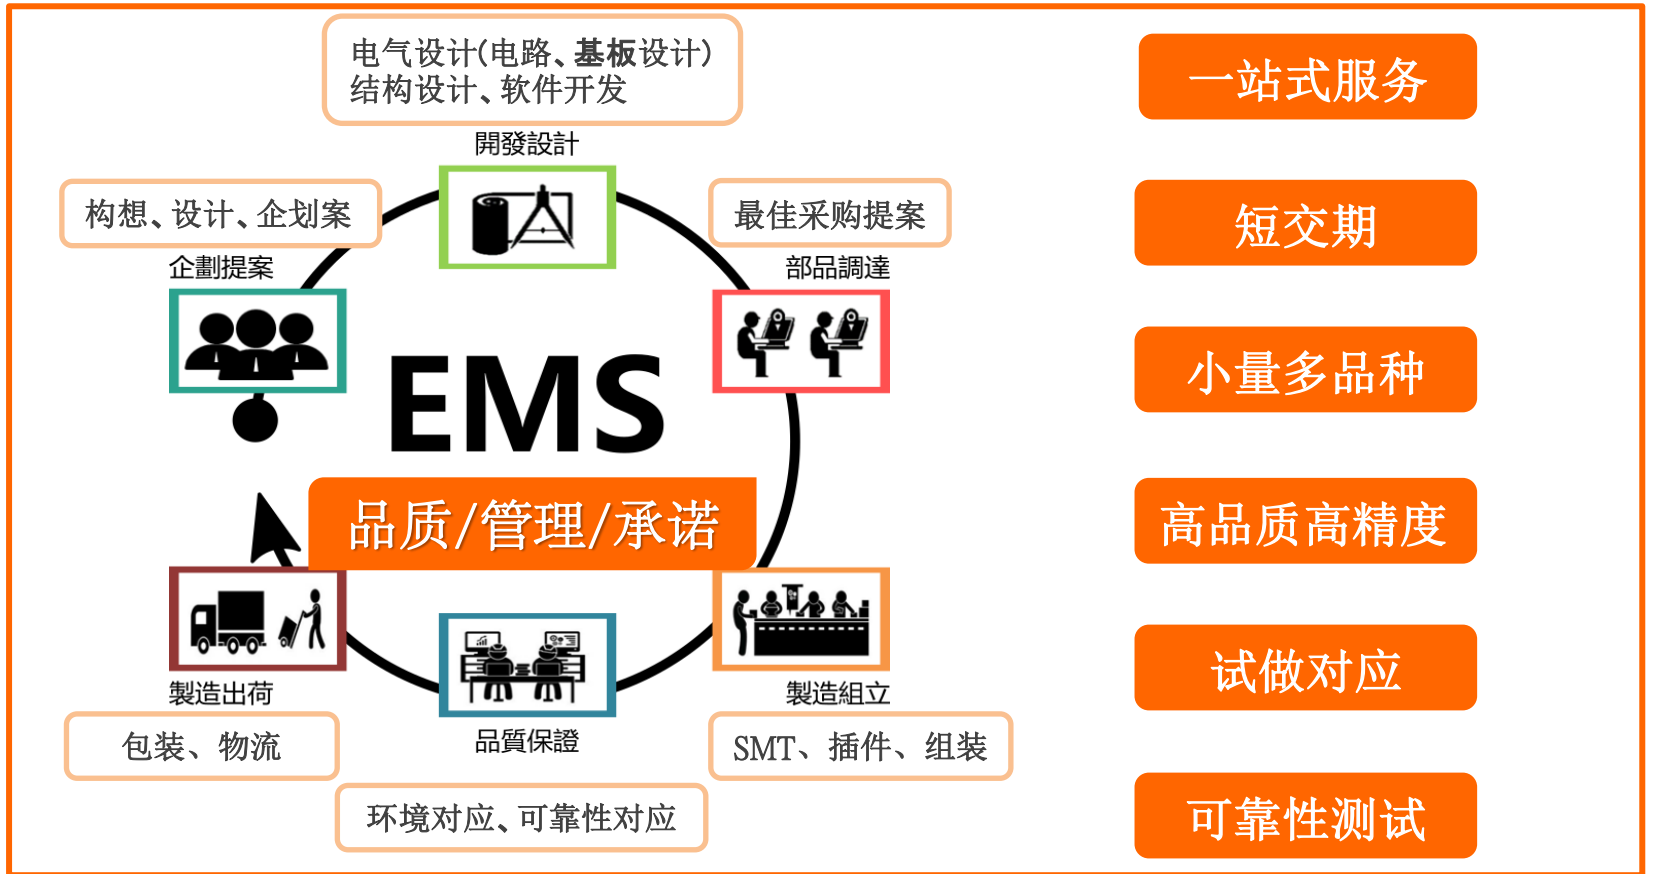 电气设计(电路、基板设计)
结构设计、软件开发
開發設計
构想、设计、企划案
企劃提案
最佳采购提案
部品調達
EMS
品质/管理/承诺
製造出荷
包装、物流
品質保證
环境对应、可靠性对应
製造組立
SMT、插件、组装
一站式服务
短交期
小量多品种
高品质高精度
试做对应
可靠性测试